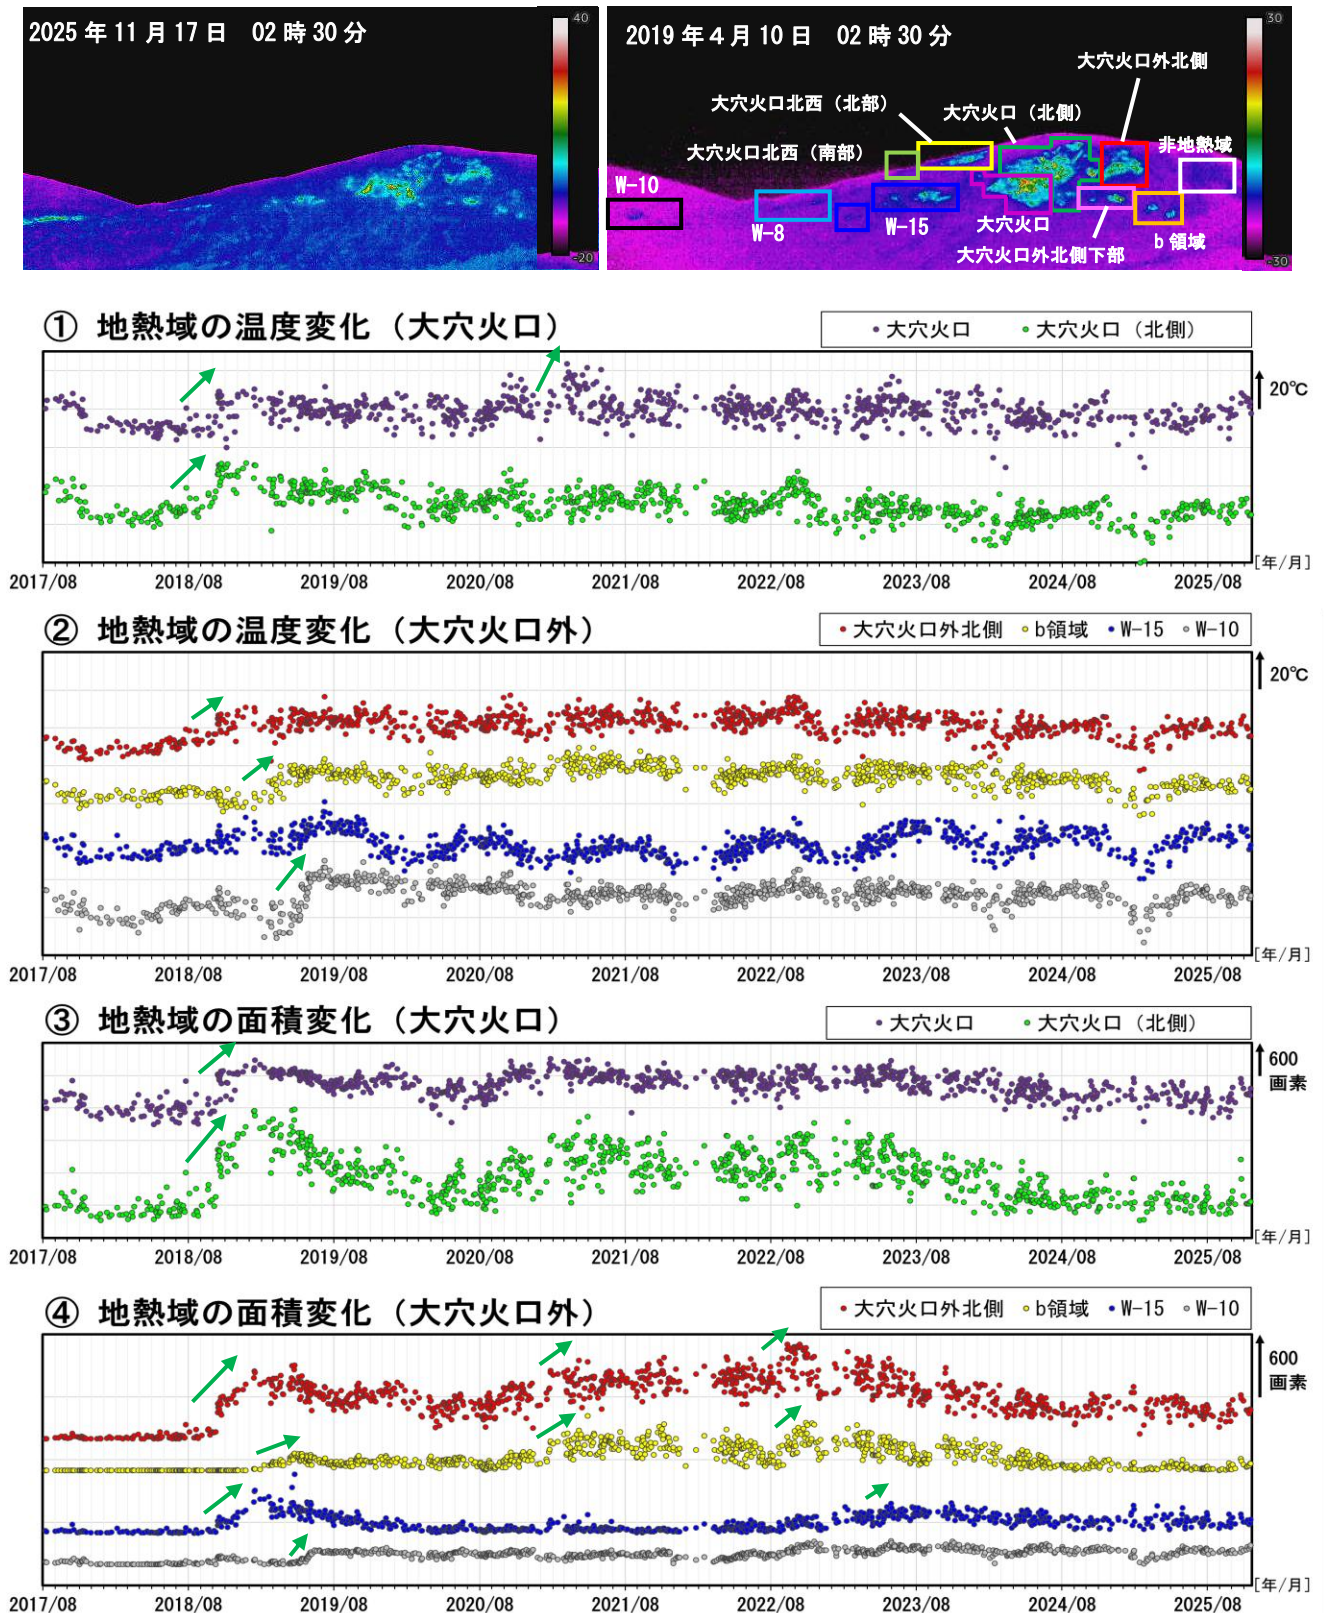 2025年11月17日 02時30分
40
-20
2019年4月10日 02時30分
30
-30
大穴火口外北側
大穴火口北西（北部）
大穴火口（北側）
非地熱域
大穴火口北西（南部）
W-10
W-8
W-15
大穴火口
大穴火口外北側下部
b領域
① 地熱域の温度変化（大穴火口）
大穴火口 大穴火口（北側）
20℃
2017/08 2018/08 2019/08 2020/08 2021/08 2022/08 2023/08 2024/08 2025/08 [年/月]
② 地熱域の温度変化（大穴火口外）
大穴火口外北側 b領域 W-15 W-10
20℃
2017/08 2018/08 2019/08 2020/08 2021/08 2022/08 2023/08 2024/08 2025/08 [年/月]
③ 地熱域の面積変化（大穴火口）
大穴火口 大穴火口（北側）
600
画素
2017/08 2018/08 2019/08 2020/08 2021/08 2022/08 2023/08 2024/08 2025/08 [年/月]
④ 地熱域の面積変化（大穴火口外）
大穴火口外北側 b領域 W-15 W-10
600
画素
2017/08 2018/08 2019/08 2020/08 2021/08 2022/08 2023/08 2024/08 2025/08 [年/月]